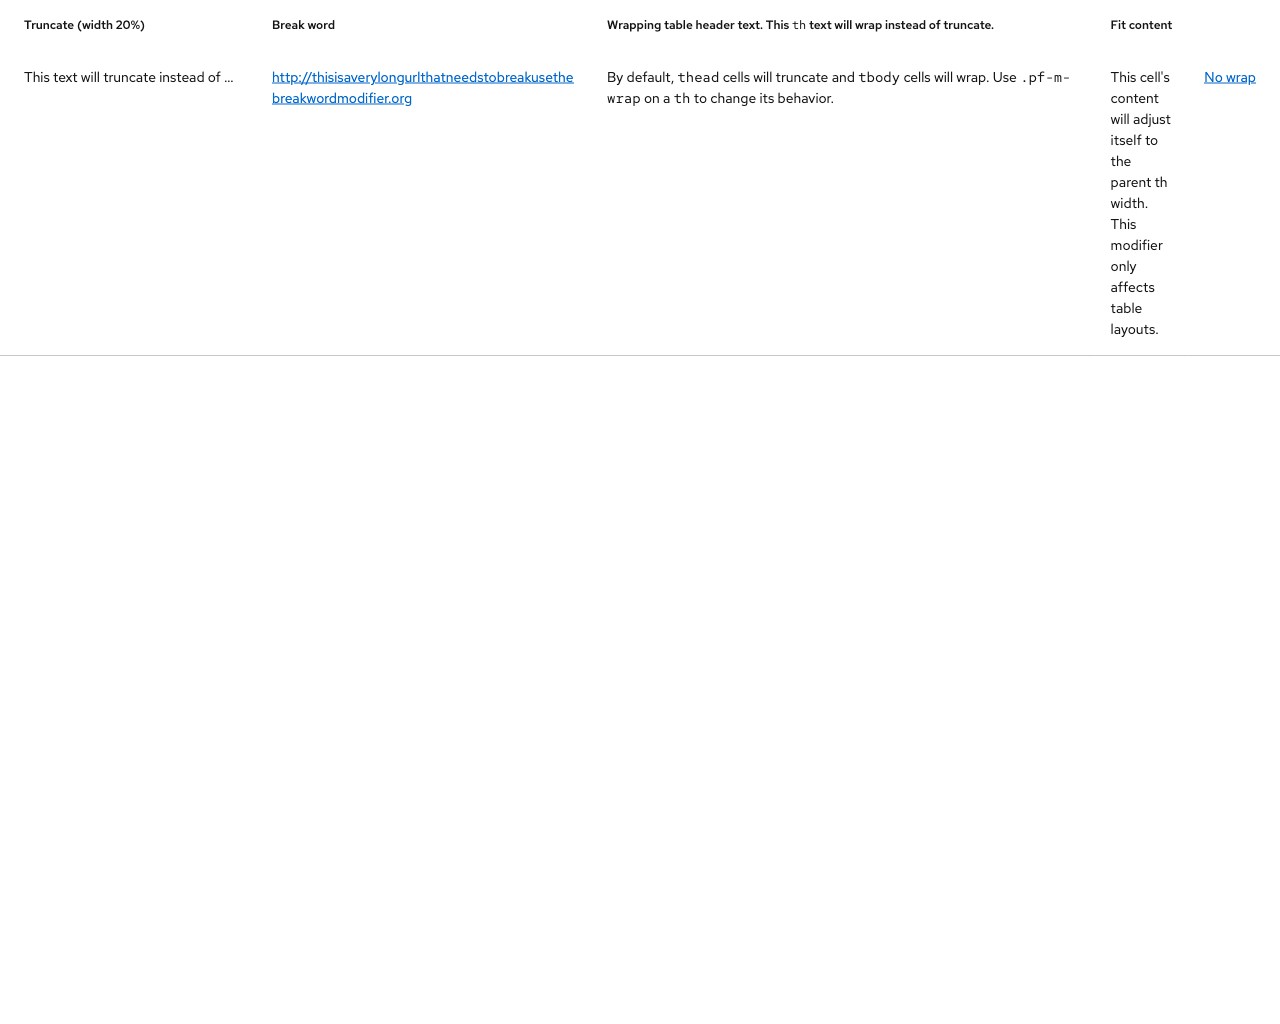 Truncate (width 20%)
Break word
Wrapping table header text. This th text will wrap instead of truncate.
Fit content
This text will truncate instead of ...
http://thisisaverylongurlthatneedstobreakusethe
breakwordmodifier.org
By default, thead cells will truncate and tbody cells will wrap. Use .pf-m-
wrap on a th to change its behavior.
This cell's
content
will adjust
itself to
the
parent th
width.
This
modifier
only
affects
table
layouts.
No wrap